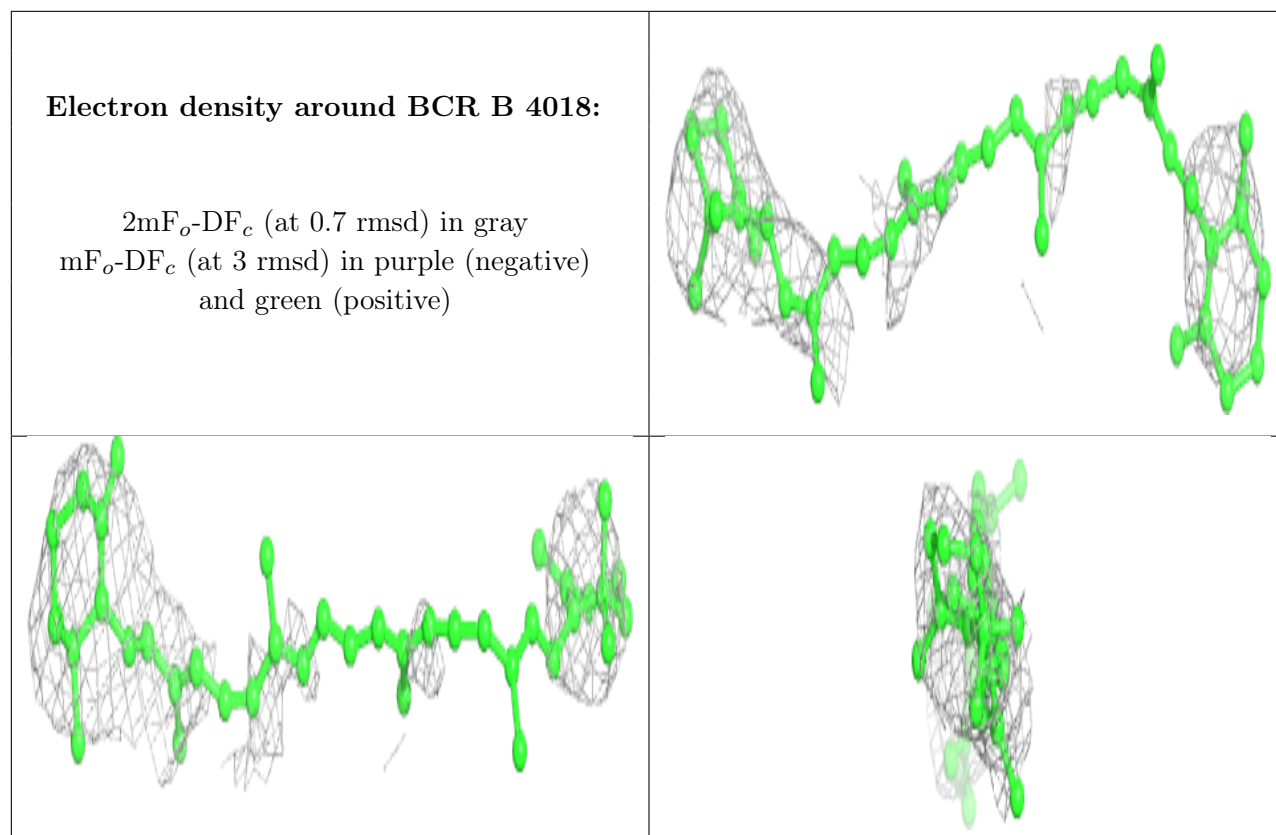 Electron density around BCR B 4018:
2mFo-DFc (at 0.7 rmsd) in gray
mFo-DFc (at 3 rmsd) in purple (negative)
and green (positive)